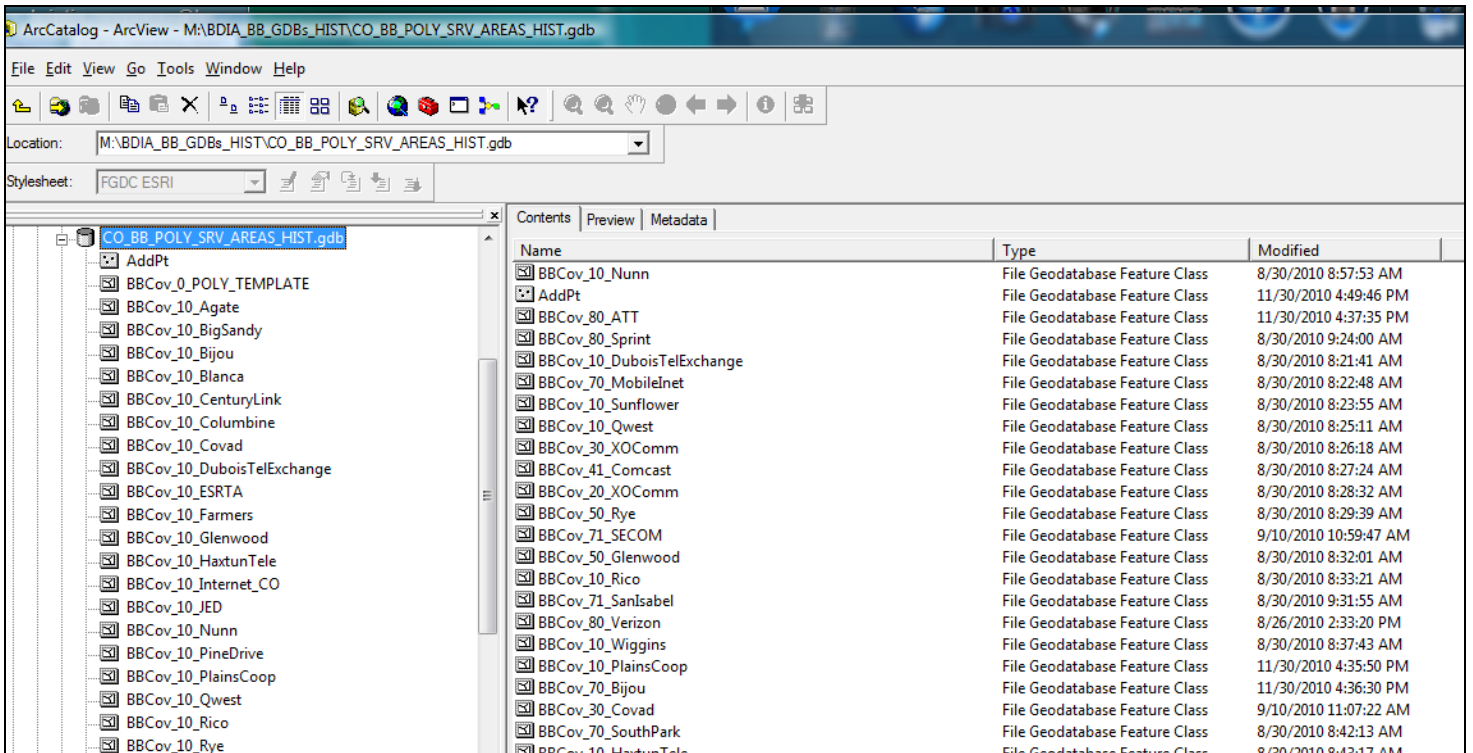 ArcCatalog - ArcView - M:\BDIA_BB_GDBs_HIST\CO_BB_POLY_SRV_AREAS_HIST.gdb
File Edit View Go Tools Window Help
Location: M:\BDIA_BB_GDBs_HIST\CO_BB_POLY_SRV_AREAS_HIST.gdb
Stylesheet: FGDC ESRI
CO_BB_POLY_SRV_AREAS_HIST.gdb
AddPt
BBCov_0_POLY_TEMPLATE
BBCov_10_Agate
BBCov_10_BigSandy
BBCov_10_Bijou
BBCov_10_Blanca
BBCov_10_CenturyLink
BBCov_10_Columbine
BBCov_10_Covad
BBCov_10_DuboisTelExchange
BBCov_10_ESRTA
BBCov_10_Farmers
BBCov_10_Glenwood
BBCov_10_HaxtunTele
BBCov_10_Internet_CO
BBCov_10_JED
BBCov_10_Nunn
BBCov_10_PineDrive
BBCov_10_PlainsCoop
BBCov_10_Qwest
BBCov_10_Rico
BBCov_10_Rye
Contents Preview Metadata
Name Type Modified
BBCov_10_Nunn File Geodatabase Feature Class 8/30/2010 8:57:53 AM
AddPt File Geodatabase Feature Class 11/30/2010 4:49:46 PM
BBCov_80_ATT File Geodatabase Feature Class 11/30/2010 4:37:35 PM
BBCov_80_Sprint File Geodatabase Feature Class 8/30/2010 9:24:00 AM
BBCov_10_DuboisTelExchange File Geodatabase Feature Class 8/30/2010 8:21:41 AM
BBCov_70_MobileInet File Geodatabase Feature Class 8/30/2010 8:22:48 AM
BBCov_10_Sunflower File Geodatabase Feature Class 8/30/2010 8:23:55 AM
BBCov_10_Qwest File Geodatabase Feature Class 8/30/2010 8:25:11 AM
BBCov_30_XOComm File Geodatabase Feature Class 8/30/2010 8:26:18 AM
BBCov_41_Comcast File Geodatabase Feature Class 8/30/2010 8:27:24 AM
BBCov_20_XOComm File Geodatabase Feature Class 8/30/2010 8:28:32 AM
BBCov_50_Rye File Geodatabase Feature Class 8/30/2010 8:29:39 AM
BBCov_71_SECOM File Geodatabase Feature Class 9/10/2010 10:59:47 AM
BBCov_50_Glenwood File Geodatabase Feature Class 8/30/2010 8:32:01 AM
BBCov_10_Rico File Geodatabase Feature Class 8/30/2010 8:33:21 AM
BBCov_71_SanIsabel File Geodatabase Feature Class 8/30/2010 9:31:55 AM
BBCov_80_Verizon File Geodatabase Feature Class 8/26/2010 2:33:20 PM
BBCov_10_Wiggins File Geodatabase Feature Class 8/30/2010 8:37:43 AM
BBCov_10_PlainsCoop File Geodatabase Feature Class 11/30/2010 4:35:50 PM
BBCov_70_Bijou File Geodatabase Feature Class 11/30/2010 4:36:30 PM
BBCov_30_Covad File Geodatabase Feature Class 9/10/2010 11:07:22 AM
BBCov_70_SouthPark File Geodatabase Feature Class 8/30/2010 8:42:13 AM
BBCov_10_HaxtunTele File Geodatabase Feature Class 8/30/2010 8:43:17 AM